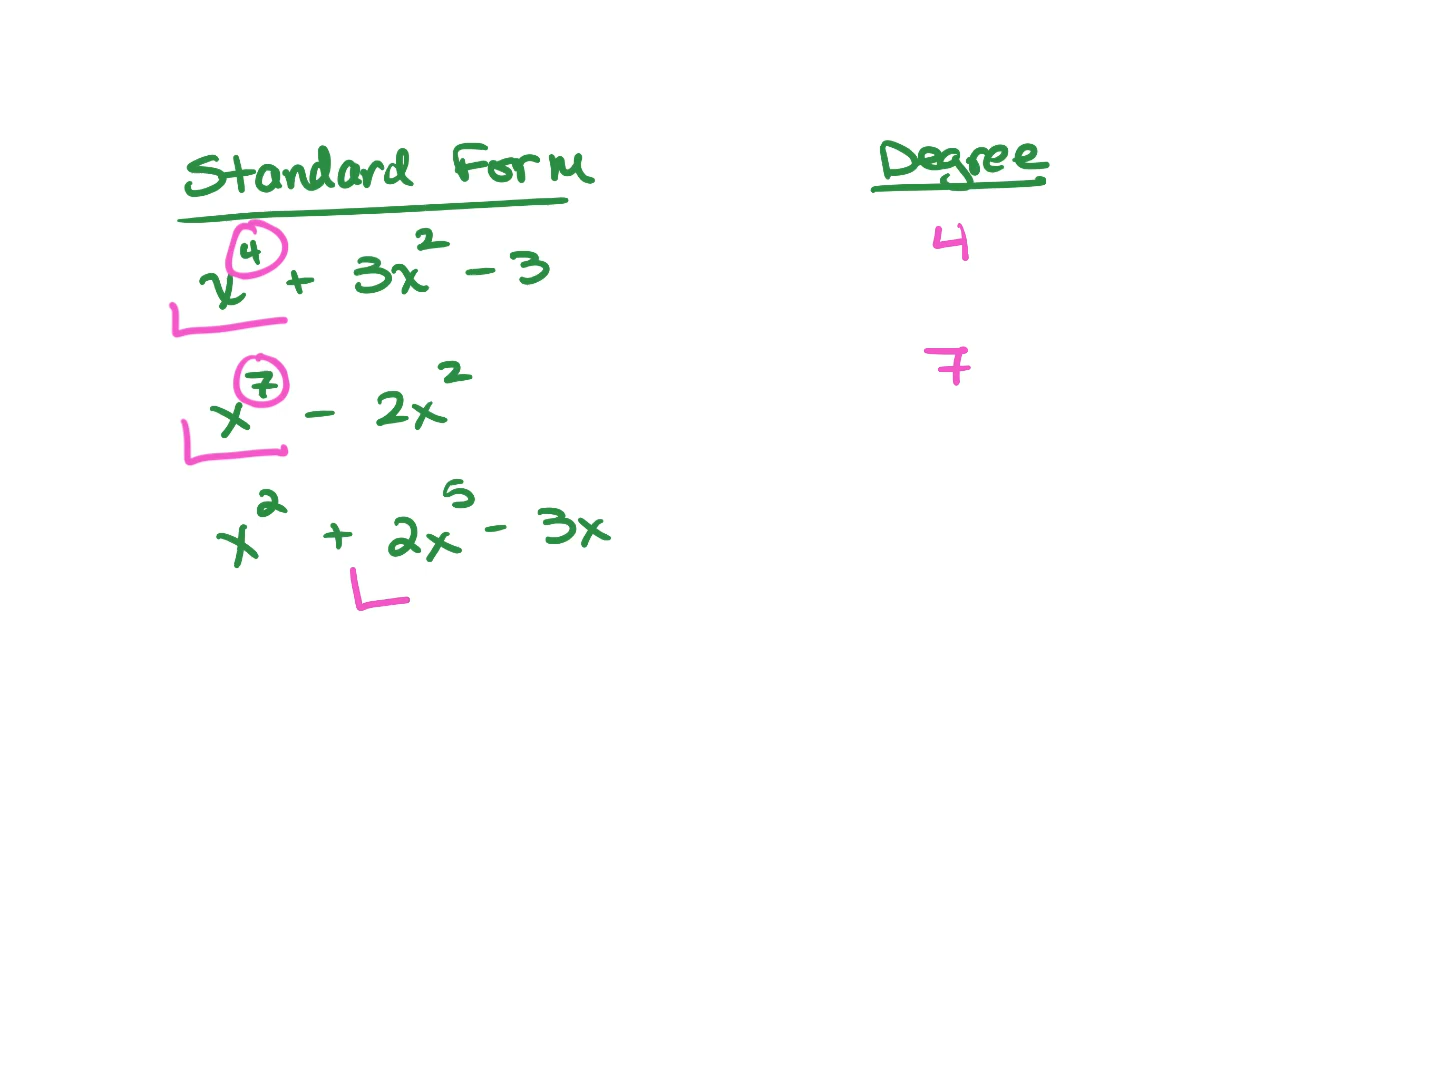 Standard Form Degree
x⁴ + 3x² - 3 4
x⁷ - 2x² 7
x² + 2x⁵ - 3x